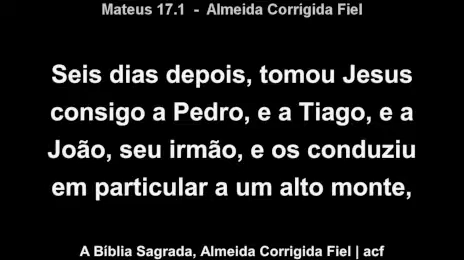 Mateus 17.1 - Almeida Corrigida Fiel
Seis dias depois, tomou Jesus
consigo a Pedro, e a Tiago, e a
João, seu irmão, e os conduziu
em particular a um alto monte,
A Bíblia Sagrada, Almeida Corrigida Fiel | acf